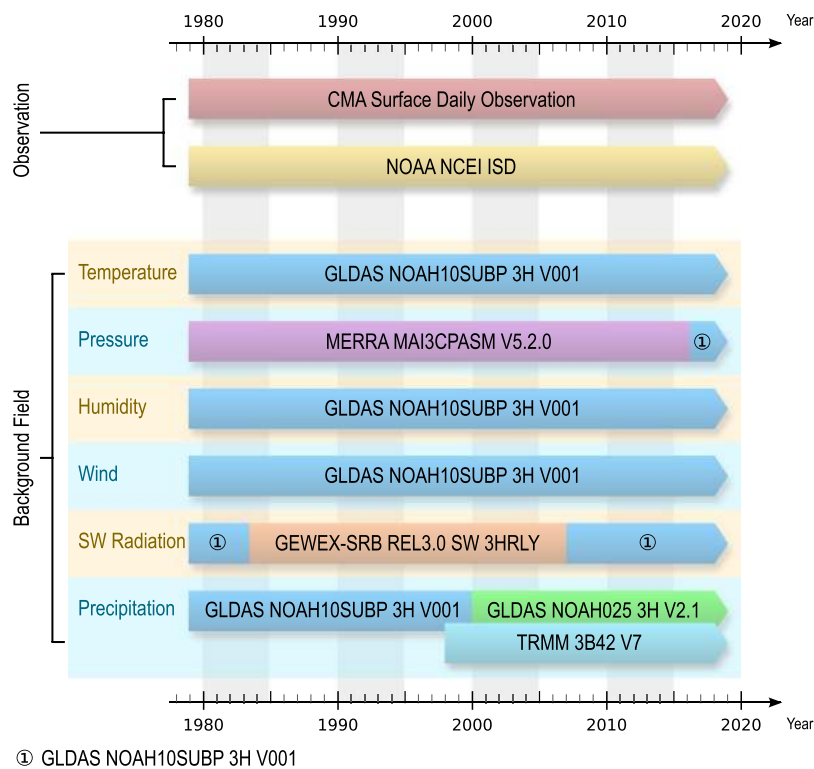 1980 1990 2000 2010 2020 Year
Observation
CMA Surface Daily Observation
NOAA NCEI ISD
Background Field
Temperature GLDAS NOAH10SUBP 3H V001
Pressure MERRA MAI3CPASM V5.2.0 ①
Humidity GLDAS NOAH10SUBP 3H V001
Wind GLDAS NOAH10SUBP 3H V001
SW Radiation ① GEWEX-SRB REL3.0 SW 3HRLY ①
Precipitation GLDAS NOAH10SUBP 3H V001 GLDAS NOAH025 3H V2.1
TRMM 3B42 V7
1980 1990 2000 2010 2020 Year
① GLDAS NOAH10SUBP 3H V001